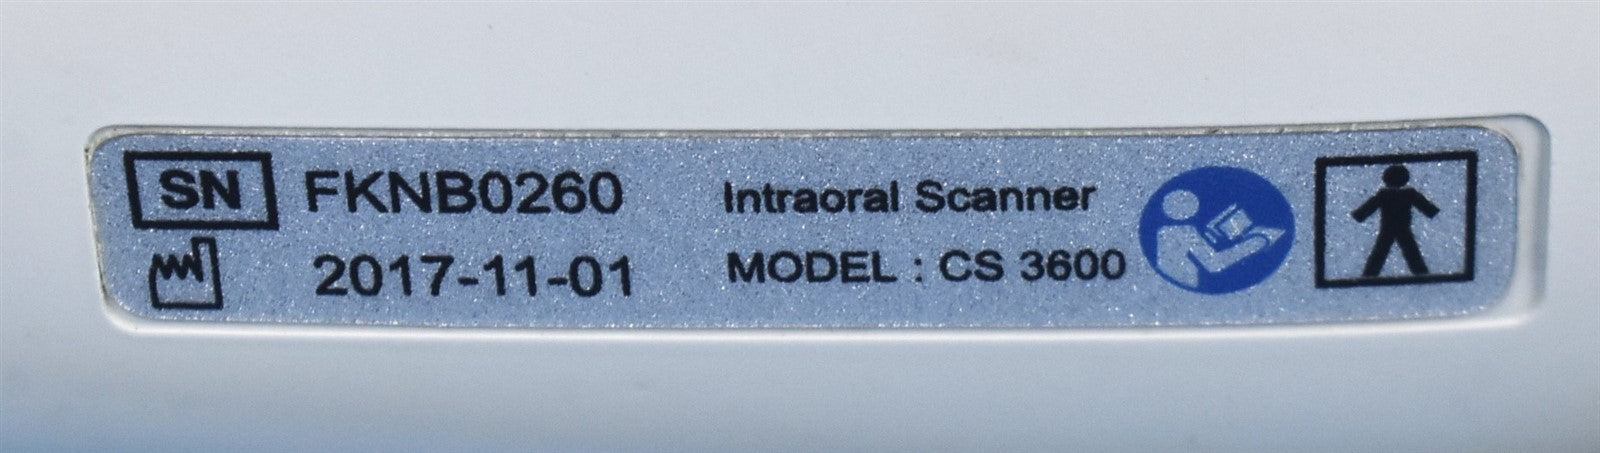 SN FKNB0260
2017-11-01
Intraoral Scanner
MODEL : CS 3600